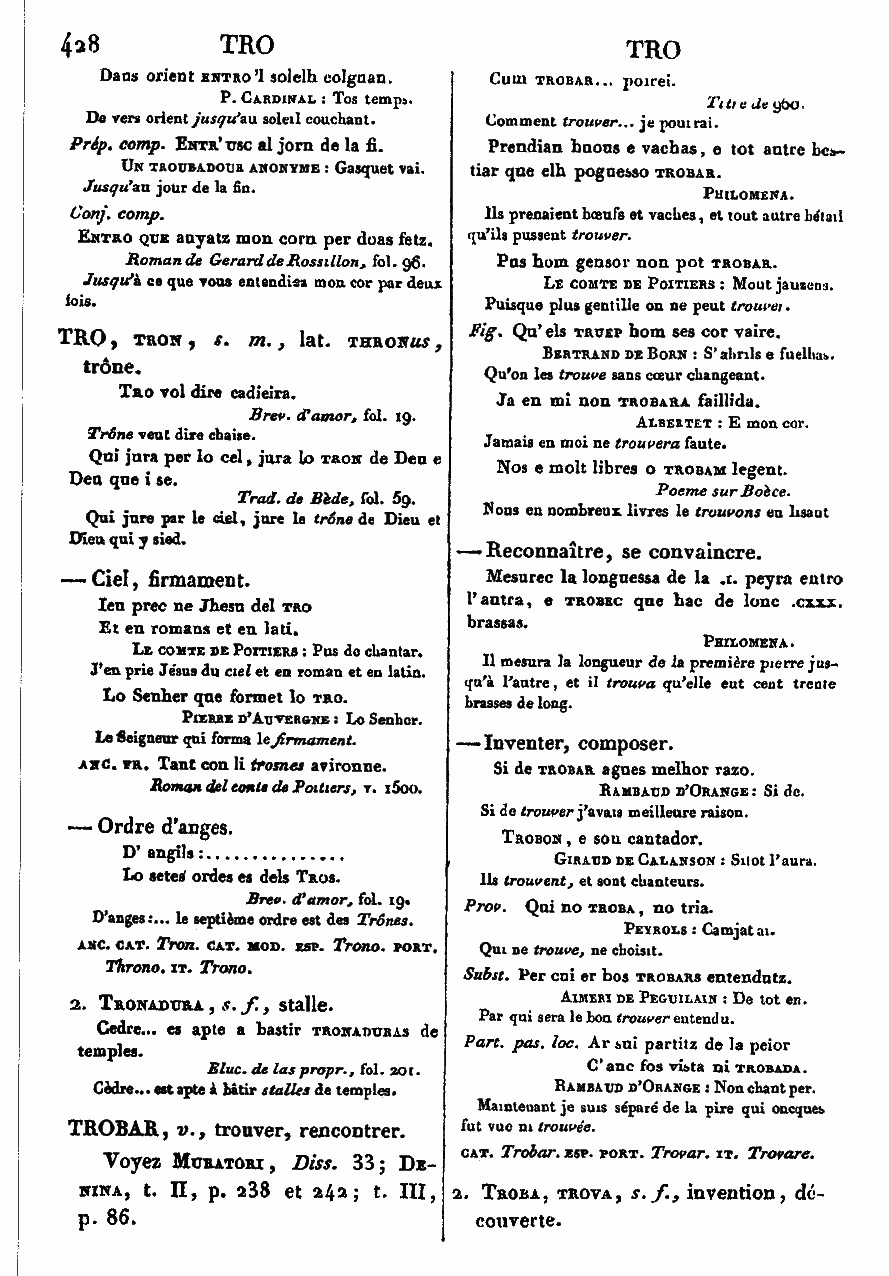 428 TRO
Dans orient ENTRO'l solelh colgnan.
P. CARDINAL : Tos temps.
De vers orient jusqu'au soleil couchant.
Prép. comp. ENTR'USC al jorn de la fi.
UN TROUBADOUR ANONYME : Gasquet vai.
Jusqu'au jour de la fin.
Conj. comp.
ENTRO QUE auyatz mon corn per doas fetz.
Roman de Gerard de Rossillon, fol. 96.
Jusqu'à ce que vous entendiez mon cor par deux
fois.
TRO, TRON, s. m., lat. THRONUS,
trône.
TRO vol dire cadieira.
Brev. d'amor, fol. 19.
Trône veut dire chaise.
Qui jura per lo cel, jura lo TRON de Deu e
Deu que i se.
Trad. de Bède, fol. 59.
Qui jure par le ciel, jure le trône de Dieu et
Dieu qui y sied.
— Ciel, firmament.
Ieu prec ne Jhesu del TRO
Et en romans et en lati.
LE COMTE DE POITIERS : Pus de chantar.
J'en prie Jésus du ciel et en roman et en latin.
Lo Senher que formet lo TRO.
PIERRE D'AUVERGNE : Lo Senhor.
Le Seigneur qui forma le firmament.
ANC. FR. Tant con li trosnes avironne.
Roman del conte de Poitiers, v. 1500.
— Ordre d'anges.
D' angils :...............
Lo setes ordes es dels TROS.
Brev. d'amor, fol. 19.
D'anges :... le septième ordre est des Trônes.
ANC. CAT. Tron. CAT. MOD. ESP. Trono. PORT.
Throno. IT. Trono.
2. TRONADURA, s. f., stalle.
Cedre... es apte a bastir TRONADURAS de
temples.
Eluc. de las propr., fol. 201.
Cèdre... est apte à bâtir stalles de temples.
TROBAR, v., trouver, rencontrer.
Voyez MURATORI, Diss. 33; DE-
NINA, t. II, p. 238 et 242; t. III,
p. 86.
TRO
Cum TROBAR... poirei.
Titre de 960.
Comment trouver... je pourrai.
Prendian buous e vachas, e tot autre bes-
tiar que elh poguesso TROBAR.
PHILOMENA.
Ils prenaient bœufs et vaches, et tout autre bétail
qu'ils pussent trouver.
Pus hom gensor non pot TROBAR.
LE COMTE DE POITIERS : Mout jauzens.
Puisque plus gentille on ne peut trouver.
Fig. Qu'els TRUEP hom ses cor vaire.
BERTRAND DE BORN : S'abrils e fuelhas.
Qu'on les trouve sans cœur changeant.
Ja en mi non TROBARA faillida.
ALBERTET : E mon cor.
Jamais en moi ne trouvera faute.
Nos e molt libres o TROBAM legent.
Poeme sur Boèce.
Nous en nombreux livres le trouvons en lisant
— Reconnaître, se convaincre.
Mesurec la longuessa de la .I. peyra entro
l'autra, e TROBEC que hac de lonc .CXXX.
brassas.
PHILOMENA.
Il mesura la longueur de la première pierre jus-
qu'à l'autre, et il trouva qu'elle eut cent trente
brasses de long.
— Inventer, composer.
Si de TROBAR agues melhor razo.
RAMBAUD D'ORANGE : Si de.
Si de trouver j'avais meilleure raison.
TROBON, e son cantador.
GIRAUD DE CALANSON : Sitot l'aura.
Ils trouvent, et sont chanteurs.
Prov. Qui no TROBA, no tria.
PEYROLS : Camjat ai.
Qui ne trouve, ne choisit.
Subst. Per cui er bos TROBARS entendutz.
AIMERI DE PEGUILAIN : De tot en.
Par qui sera le bon trouver entendu.
Part. pas. loc. Ar sui partitz de la peior
C'anc fos vista ni TROBADA.
RAMBAUD D'ORANGE : Non chant per.
Maintenant je suis séparé de la pire qui oncques
fut vue ni trouvée.
CAT. Trobar. ESP. PORT. Trovar. IT. Trovare.
2. TROBA, TROVA, s. f., invention, dé-
couverte.